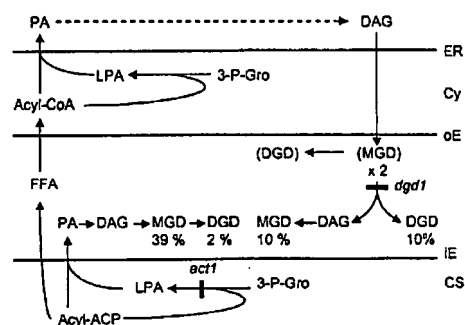 PA DAG
ER
LPA 3-P-Gro
Cy
Acyl-CoA
oE
(DGD) (MGD)
x 2
FFA
dgd1
PA DAG MGD DGD MGD DAG DGD
39 % 2 % 10 % 10%
act1
iE
LPA 3-P-Gro
CS
Acyl-ACP